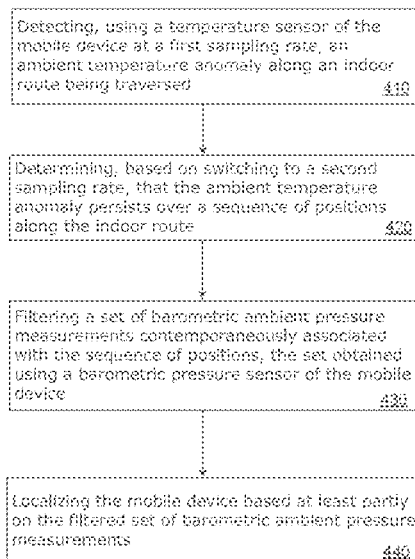 Detecting, using a temperature sensor of the
mobile device at a first sampling rate, an
ambient temperature anomaly along an indoor
route being traversed
410
Determining, based on switching to a second
sampling rate, that the ambient temperature
anomaly persists over a sequence of positions
along the indoor route
420
Filtering a set of barometric ambient pressure
measurements contemporaneously associated
with the sequence of positions, the set obtained
using a barometric pressure sensor of the mobile
device
430
Localizing the mobile device based at least partly
on the filtered set of barometric ambient pressure
measurements
440